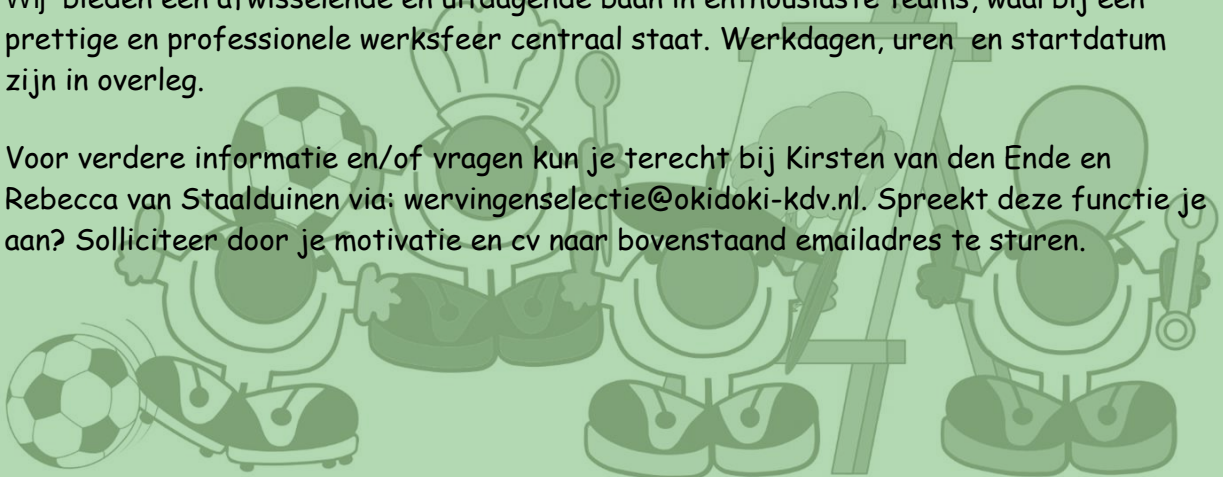 Wij bieden een afwisselende en uitdagende baan in enthousiaste teams, waarbij een
prettige en professionele werksfeer centraal staat. Werkdagen, uren en startdatum
zijn in overleg.
Voor verdere informatie en/of vragen kun je terecht bij Kirsten van den Ende en
Rebecca van Staalduinen via: wervingenselectie@okidoki-kdv.nl. Spreekt deze functie je
aan? Solliciteer door je motivatie en cv naar bovenstaand emailadres te sturen.